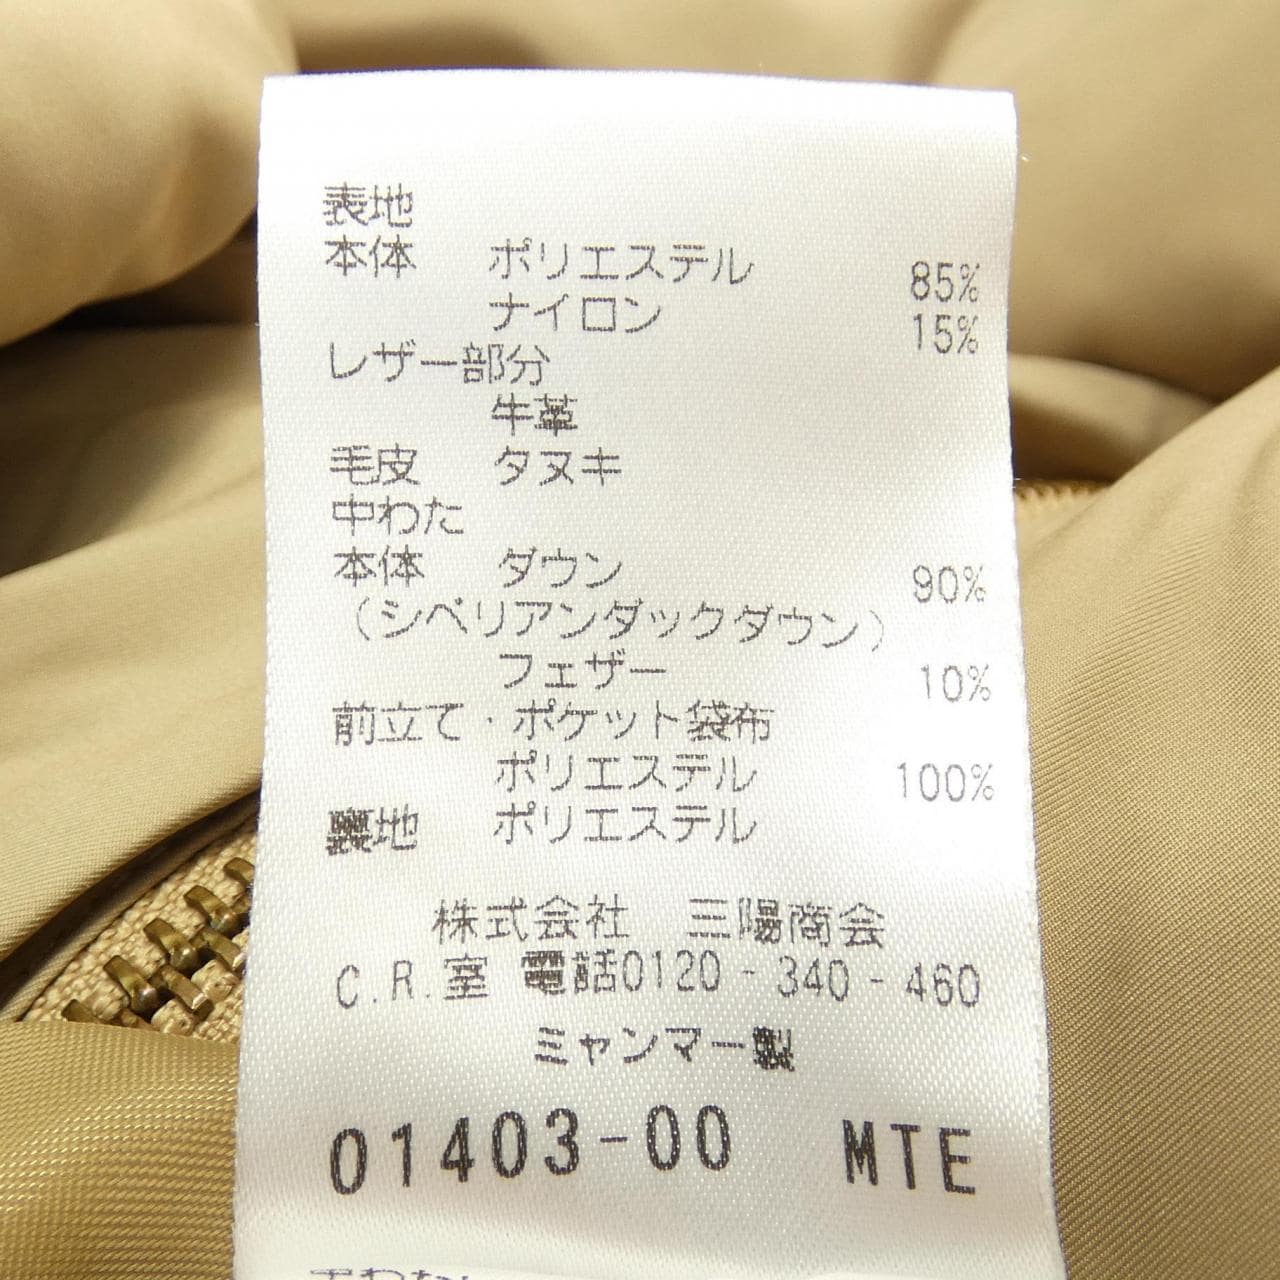 表地
本体 ポリエステル 85%
ナイロン 15%
レザー部分
牛革
毛皮 タヌキ
中わた
本体 ダウン 90%
(シベリアンダックダウン)
フェザー 10%
前立て・ポケット袋布
ポリエステル 100%
裏地 ポリエステル
株式会社 三陽商会
C.R.室 電話0120-340-460
ミャンマー製
01403-00 MTE